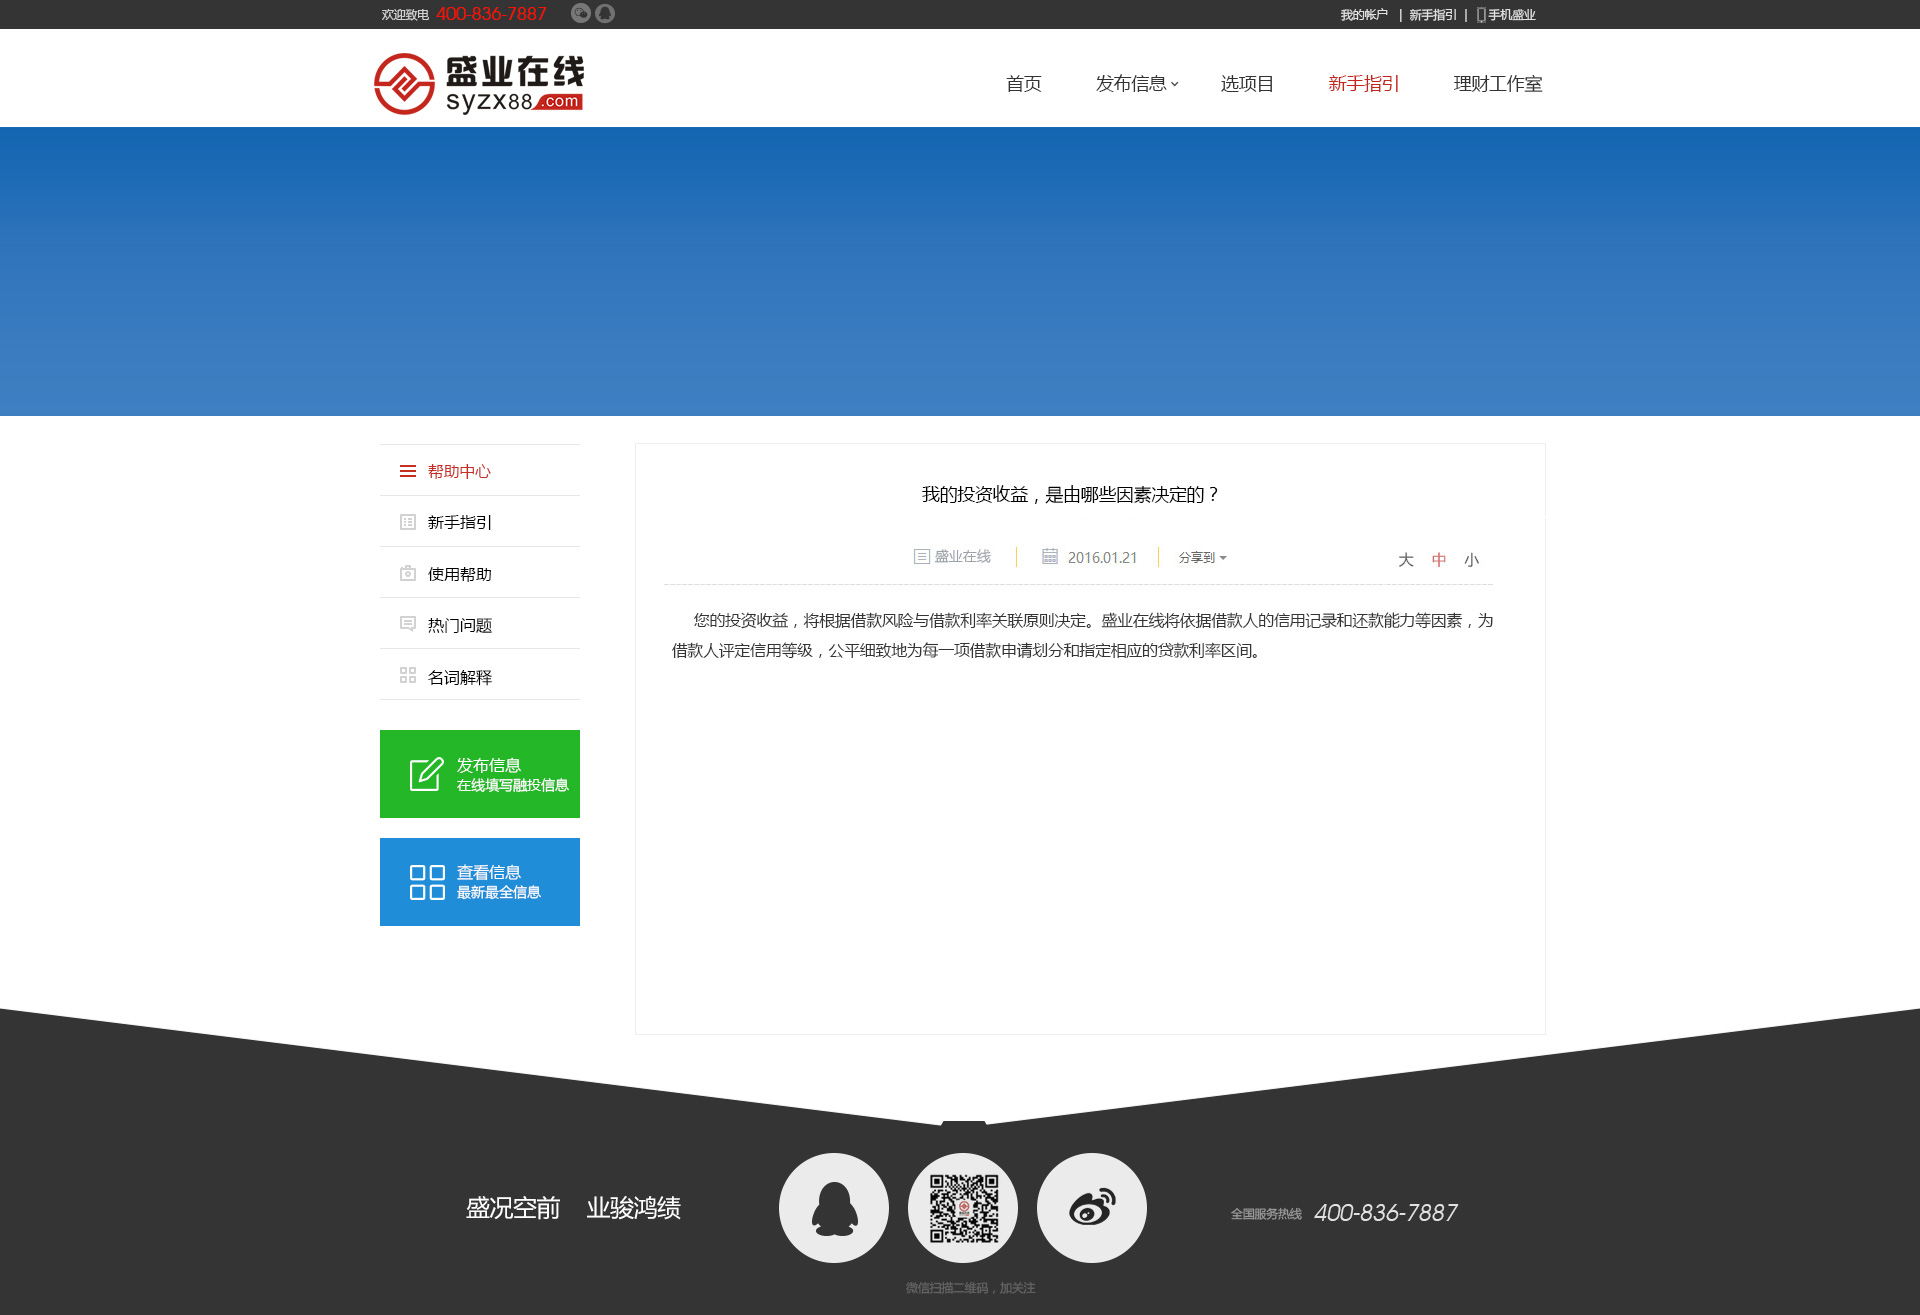 欢迎致电 400-836-7887
我的帐户 | 新手指引 | 手机盛业
盛业在线
syzx88.com
首页 发布信息 选项目 新手指引 理财工作室
帮助中心
新手指引
使用帮助
热门问题
名词解释
发布信息
在线填写融投信息
查看信息
最新最全信息
我的投资收益，是由哪些因素决定的？
盛业在线 2016.01.21 分享到 大 中 小
您的投资收益，将根据借款风险与借款利率关联原则决定。盛业在线将依据借款人的信用记录和还款能力等因素，为
借款人评定信用等级，公平细致地为每一项借款申请划分和指定相应的贷款利率区间。
盛况空前 业骏鸿绩
全国服务热线 400-836-7887
微信扫描二维码，加关注